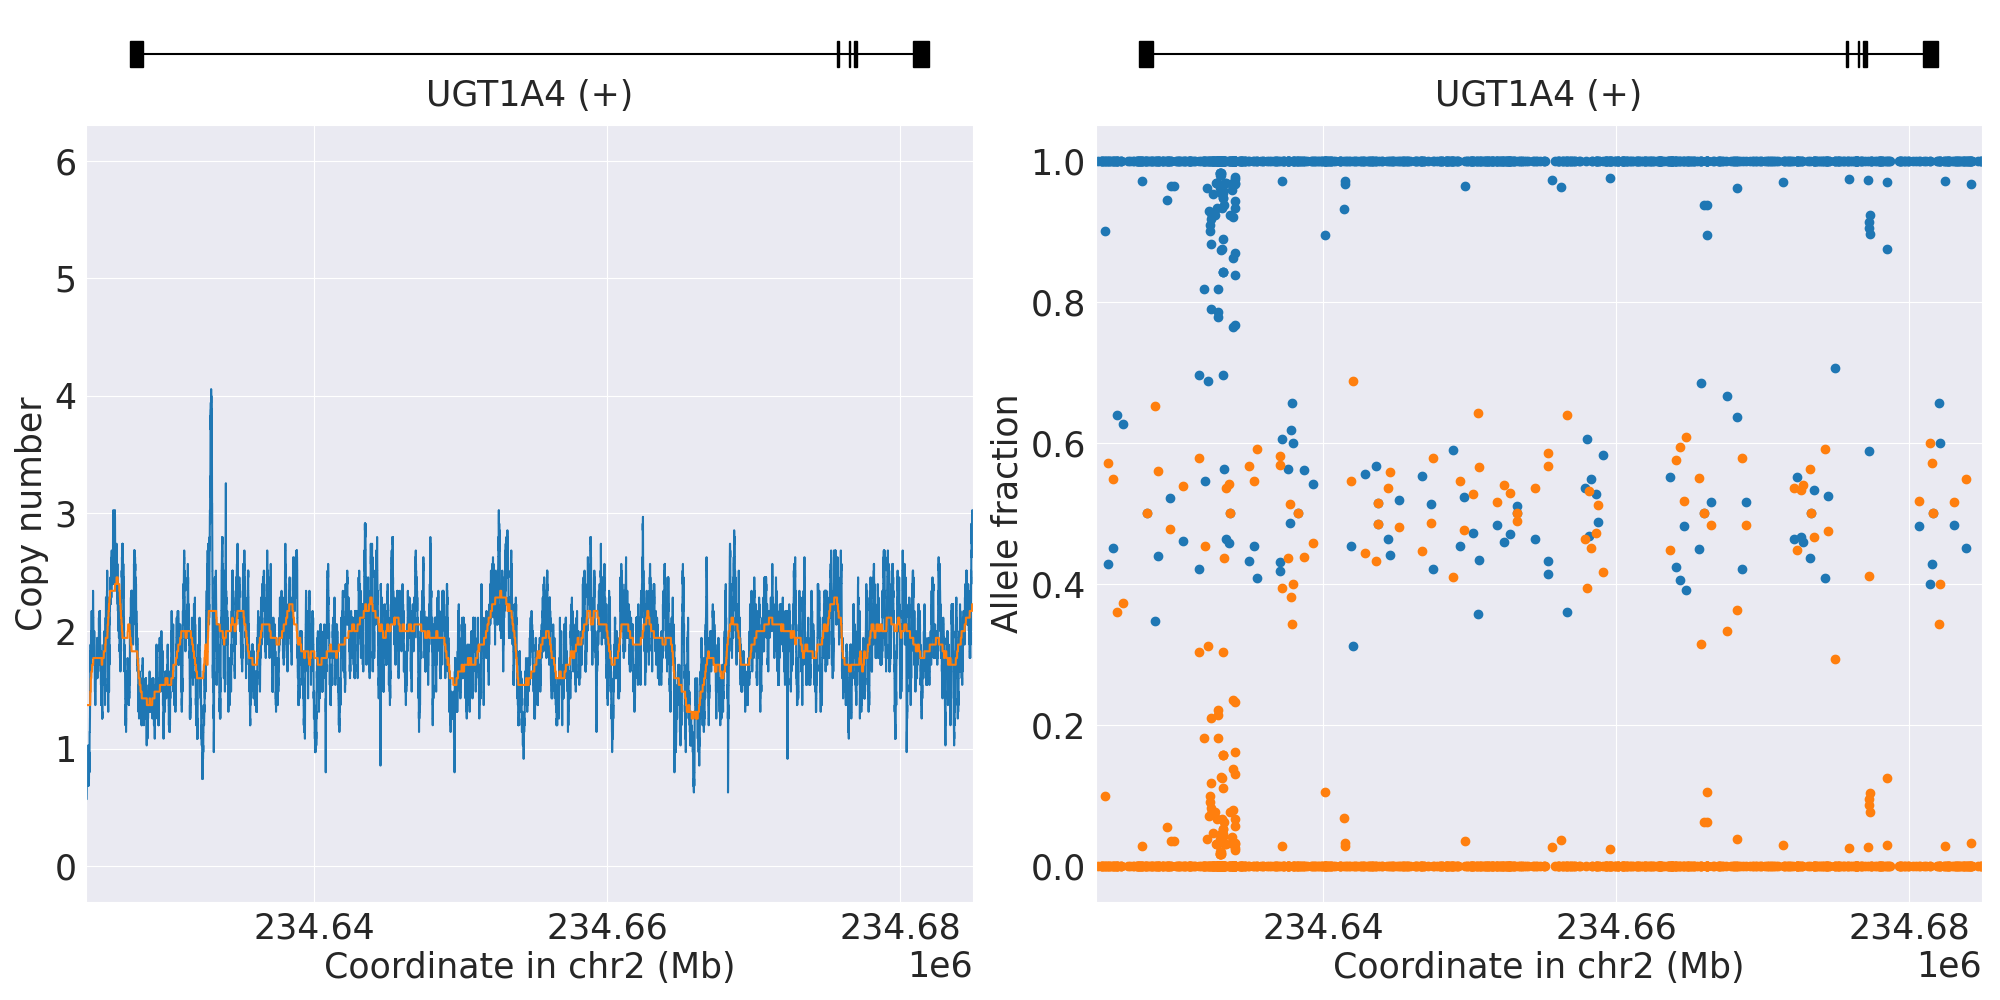 UGT1A4 (+)
6
5
4
3
2
1
0
Copy number
234.64
234.66
234.68
Coordinate in chr2 (Mb)
1e6
UGT1A4 (+)
1.0
0.8
0.6
0.4
0.2
0.0
Allele fraction
234.64
234.66
234.68
Coordinate in chr2 (Mb)
1e6